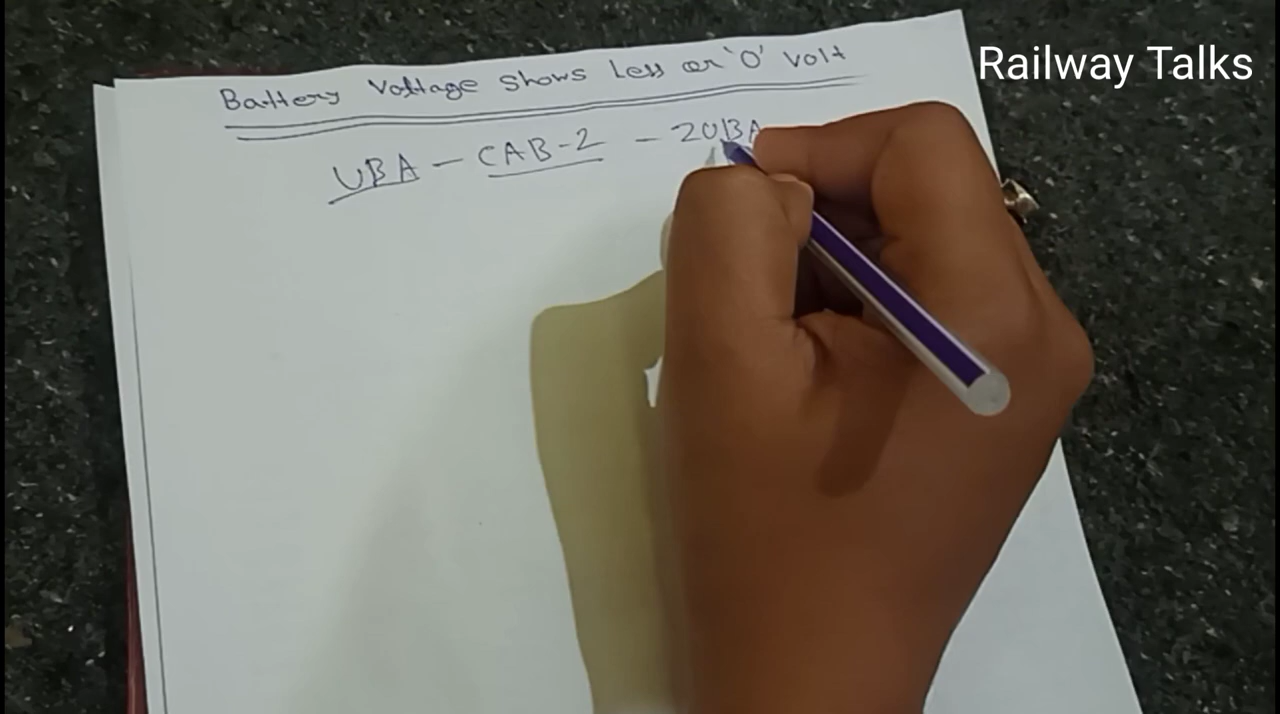 Railway Talks
Battery Voltage Shows Less or 'O' Volt
UBA - CAB-2 - 20BA